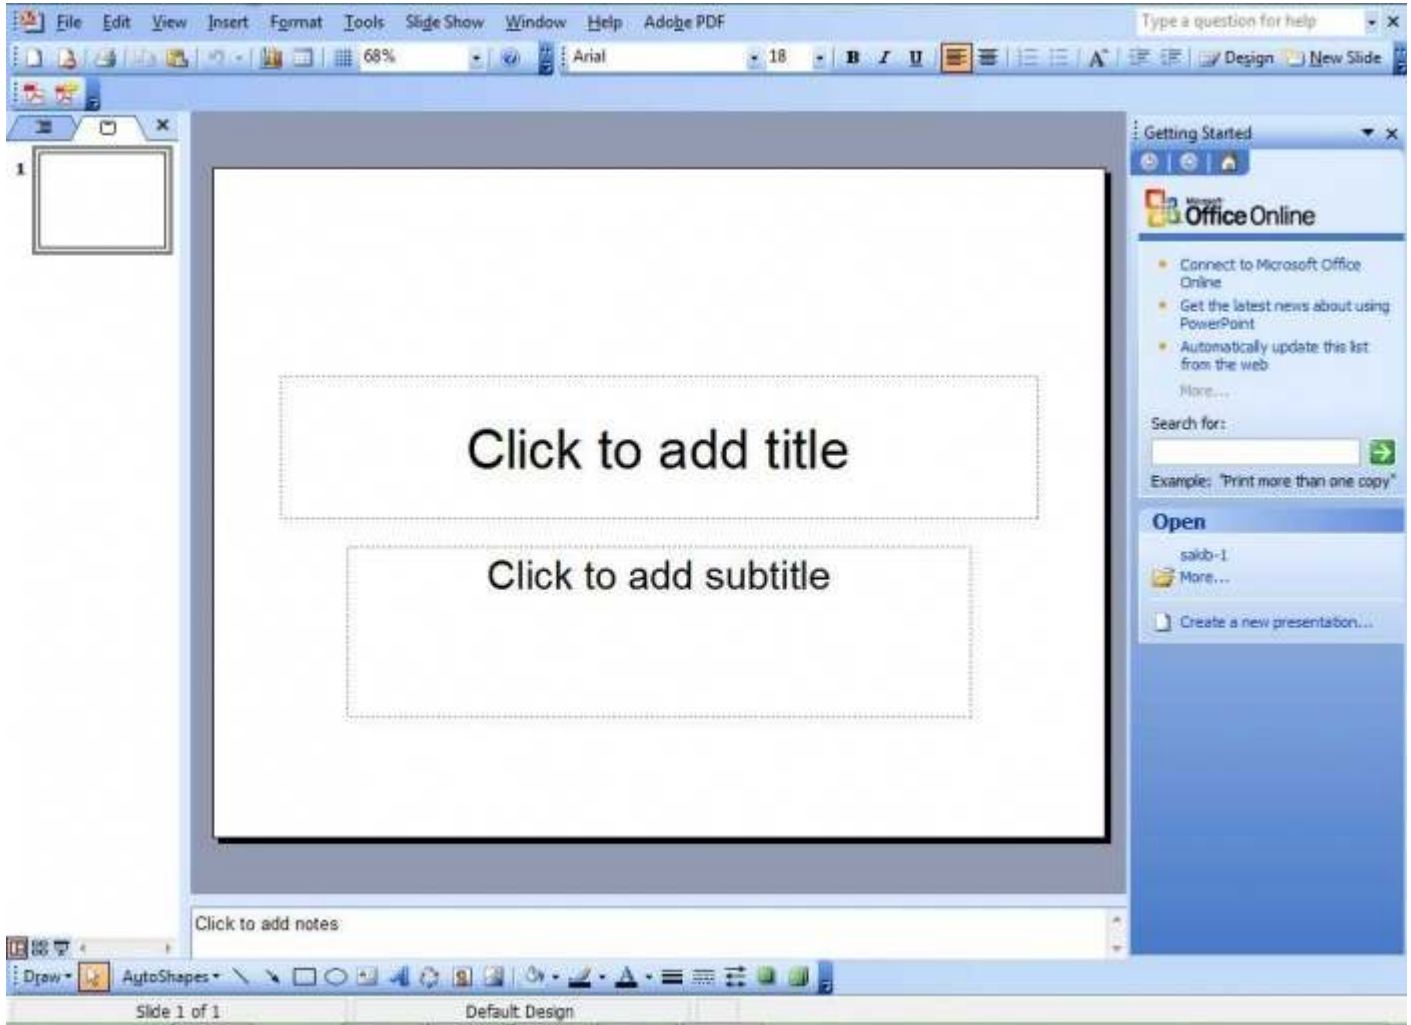 File Edit View Insert Format Tools Slide Show Window Help Adobe PDF Type a question for help
68% Arial 18 B I U A Design New Slide
Getting Started
1
Microsoft
Office Online
Connect to Microsoft Office
Online
Get the latest news about using
PowerPoint
Automatically update this list
from the web
More...
Search for:
Example: "Print more than one copy"
Open
sakib-1
More...
Create a new presentation...
Click to add title
Click to add subtitle
Click to add notes
Draw AutoShapes A
Slide 1 of 1 Default Design